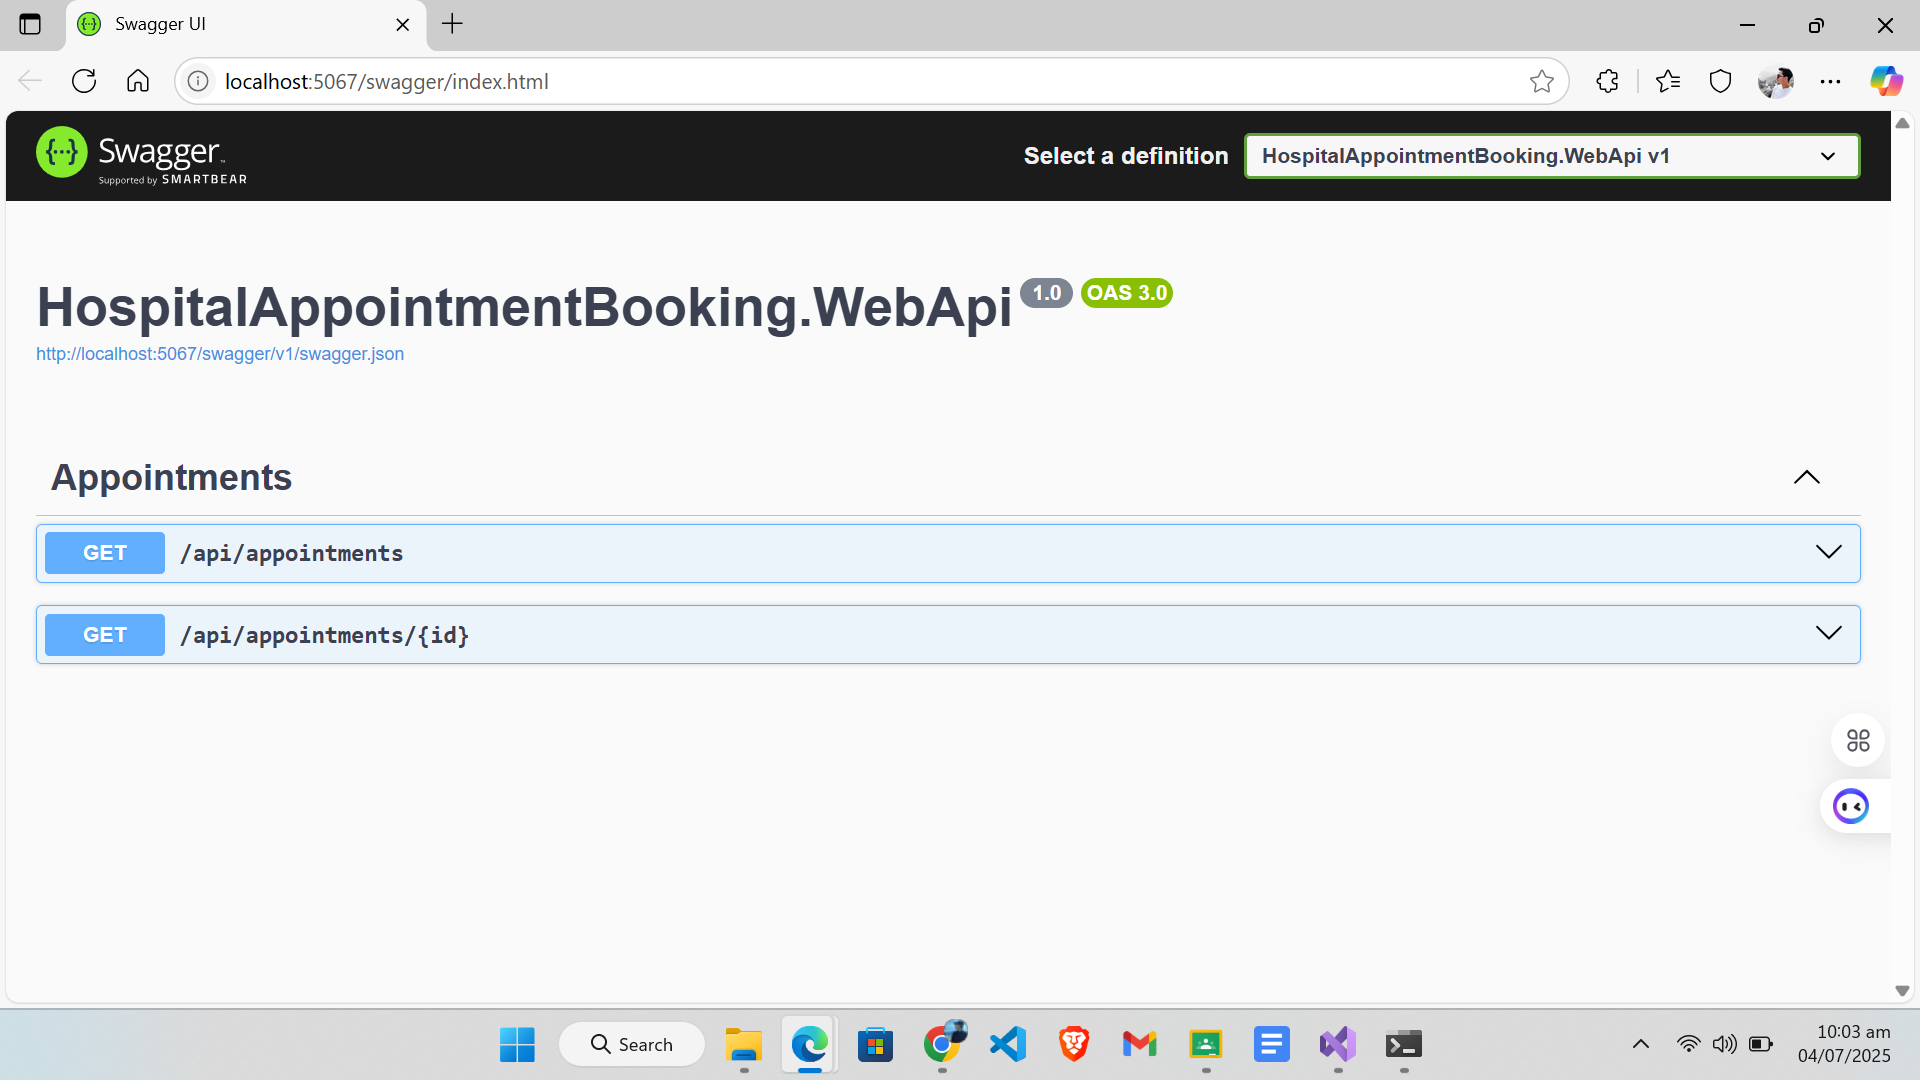 Swagger UI
localhost:5067/swagger/index.html
Swagger
Supported by SMARTBEAR
Select a definition
HospitalAppointmentBooking.WebApi v1
HospitalAppointmentBooking.WebApi 1.0 OAS 3.0
http://localhost:5067/swagger/v1/swagger.json
Appointments
GET /api/appointments
GET /api/appointments/{id}
Search
10:03 am
04/07/2025